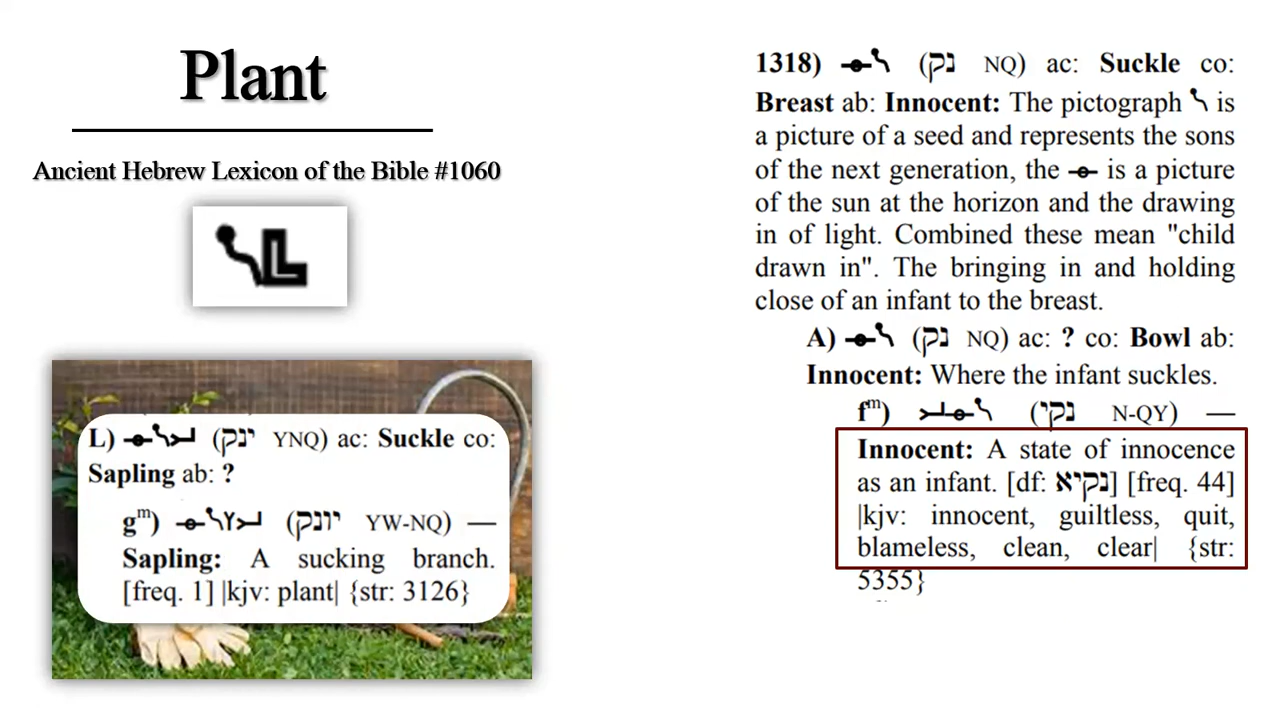 Plant
Ancient Hebrew Lexicon of the Bible #1060
L) (ינק YNQ) ac: Suckle co:
Sapling ab: ?
gᵐ) (יונק YW-NQ) —
Sapling: A sucking branch.
[freq. 1] |kjv: plant| {str: 3126}
1318) (נק NQ) ac: Suckle co:
Breast ab: Innocent: The pictograph is
a picture of a seed and represents the sons
of the next generation, the is a picture
of the sun at the horizon and the drawing
in of light. Combined these mean "child
drawn in". The bringing in and holding
close of an infant to the breast.
A) (נק NQ) ac: ? co: Bowl ab:
Innocent: Where the infant suckles.
fᵐ) (נקי N-QY) —
Innocent: A state of innocence
as an infant. [df: נקיא] [freq. 44]
|kjv: innocent, guiltless, quit,
blameless, clean, clear| {str:
5355}